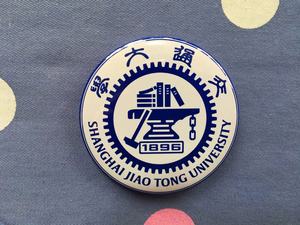 交通大學
1896
SHANGHAI JIAO TONG UNIVERSITY